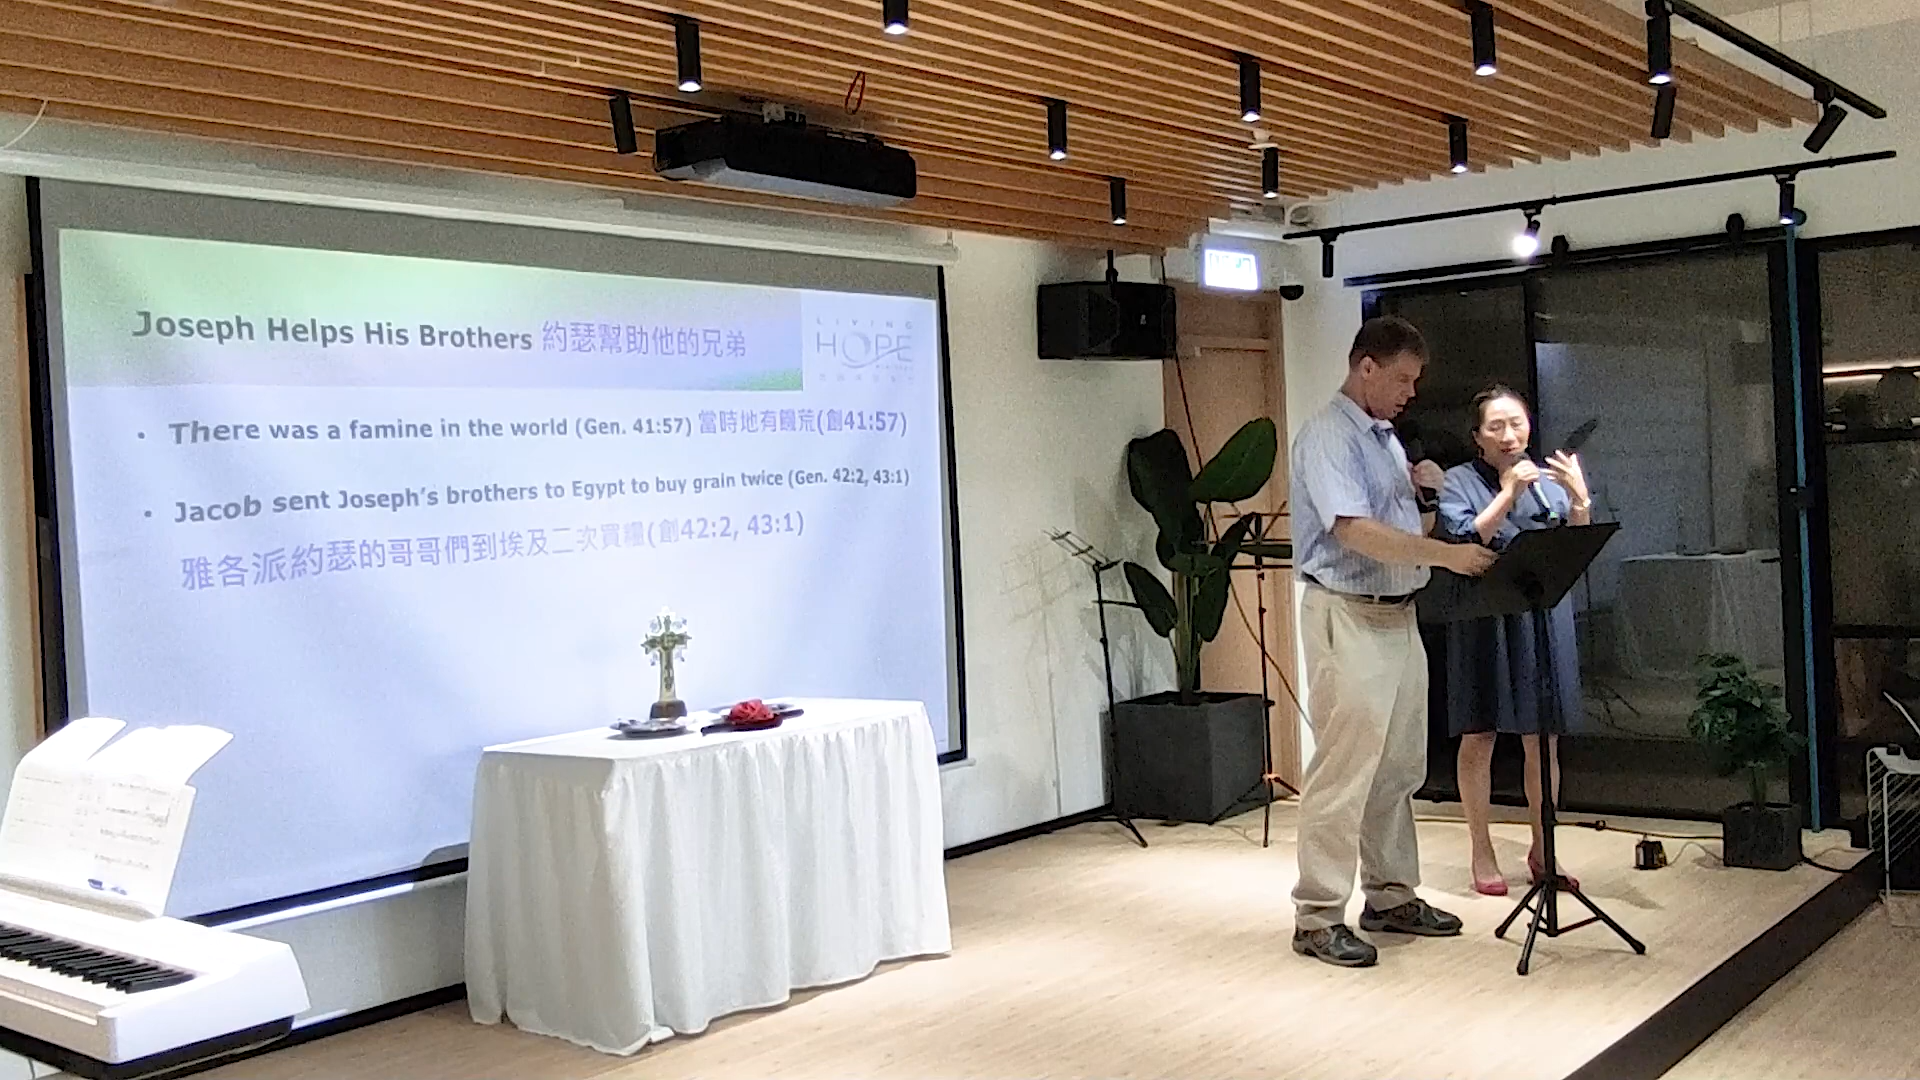 Joseph Helps His Brothers 約瑟幫助他的兄弟
LIVING
HOPE
• There was a famine in the world (Gen. 41:57) 當時地有饑荒(創41:57)
• Jacob sent Joseph’s brothers to Egypt to buy grain twice (Gen. 42:2, 43:1)
雅各派約瑟的哥哥們到埃及二次買糧(創42:2, 43:1)